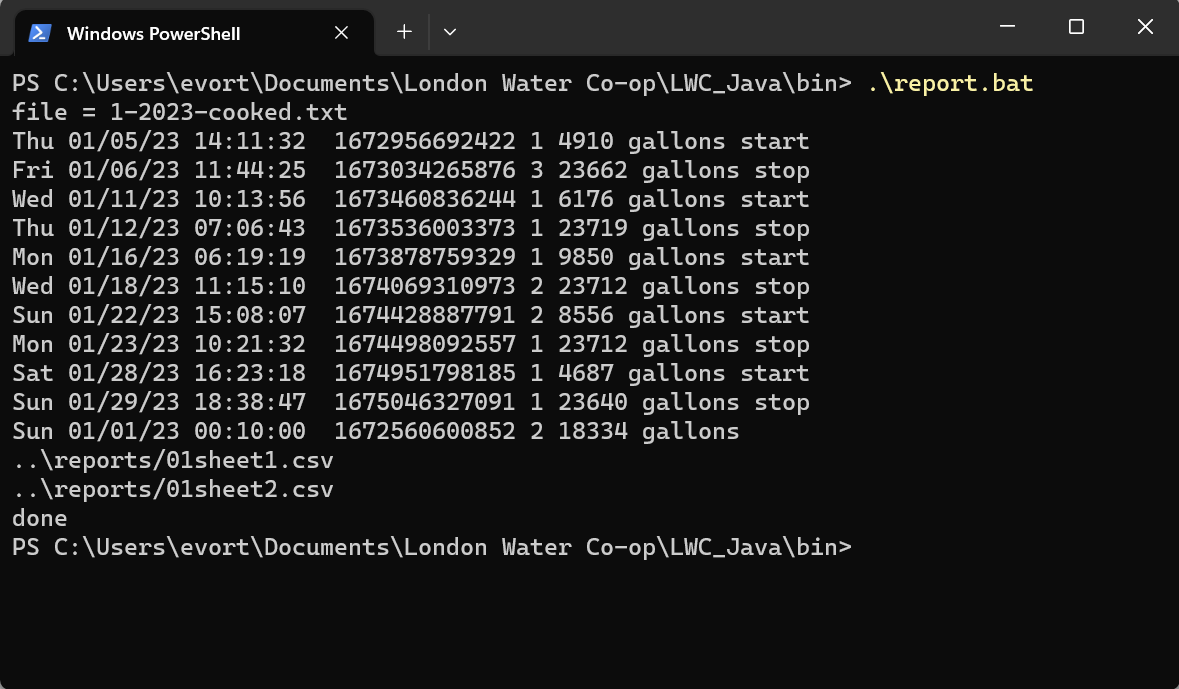 Windows PowerShell
PS C:\Users\evort\Documents\London Water Co-op\LWC_Java\bin> .\report.bat
file = 1-2023-cooked.txt
Thu 01/05/23 14:11:32  1672956692422 1 4910 gallons start
Fri 01/06/23 11:44:25  1673034265876 3 23662 gallons stop
Wed 01/11/23 10:13:56  1673460836244 1 6176 gallons start
Thu 01/12/23 07:06:43  1673536003373 1 23719 gallons stop
Mon 01/16/23 06:19:19  1673878759329 1 9850 gallons start
Wed 01/18/23 11:15:10  1674069310973 2 23712 gallons stop
Sun 01/22/23 15:08:07  1674428887791 2 8556 gallons start
Mon 01/23/23 10:21:32  1674498092557 1 23712 gallons stop
Sat 01/28/23 16:23:18  1674951798185 1 4687 gallons start
Sun 01/29/23 18:38:47  1675046327091 1 23640 gallons stop
Sun 01/01/23 00:10:00  1672560600852 2 18334 gallons
..\reports/01sheet1.csv
..\reports/01sheet2.csv
done
PS C:\Users\evort\Documents\London Water Co-op\LWC_Java\bin>